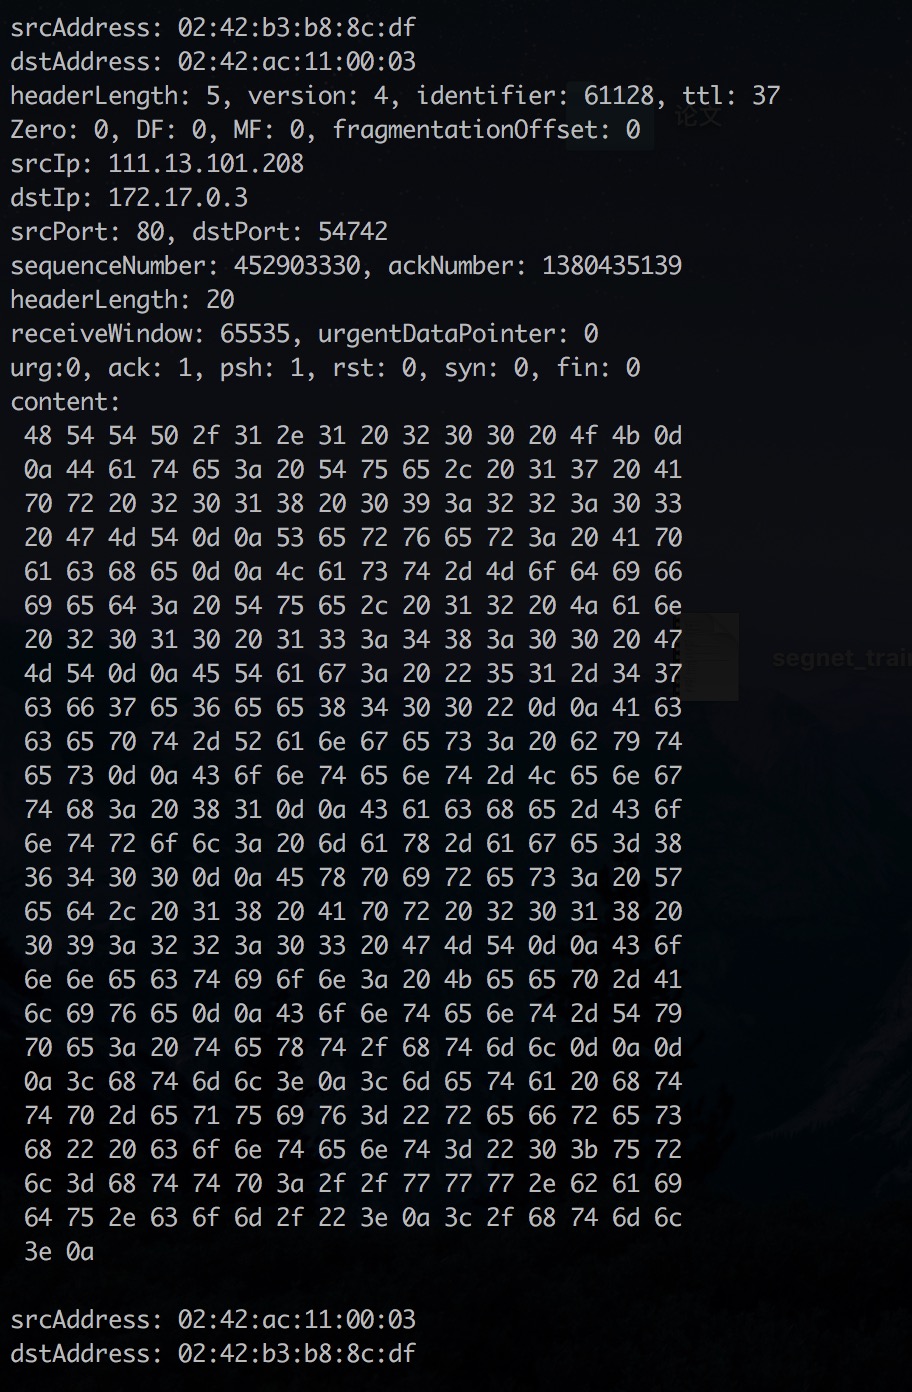 srcAddress: 02:42:b3:b8:8c:df
dstAddress: 02:42:ac:11:00:03
headerLength: 5, version: 4, identifier: 61128, ttl: 37
Zero: 0, DF: 0, MF: 0, fragmentationOffset: 0
论文
srcIp: 111.13.101.208
dstIp: 172.17.0.3
srcPort: 80, dstPort: 54742
sequenceNumber: 452903330, ackNumber: 1380435139
headerLength: 20
receiveWindow: 65535, urgentDataPointer: 0
urg:0, ack: 1, psh: 1, rst: 0, syn: 0, fin: 0
content:
48 54 54 50 2f 31 2e 31 20 32 30 30 20 4f 4b 0d
0a 44 61 74 65 3a 20 54 75 65 2c 20 31 37 20 41
70 72 20 32 30 31 38 20 30 39 3a 32 32 3a 30 33
20 47 4d 54 0d 0a 53 65 72 76 65 72 3a 20 41 70
61 63 68 65 0d 0a 4c 61 73 74 2d 4d 6f 64 69 66
69 65 64 3a 20 54 75 65 2c 20 31 32 20 4a 61 6e
20 32 30 31 30 20 31 33 3a 34 38 3a 30 30 20 47
4d 54 0d 0a 45 54 61 67 3a 20 22 35 31 2d 34 37
segnet_train
63 66 37 65 36 65 65 38 34 30 30 22 0d 0a 41 63
63 65 70 74 2d 52 61 6e 67 65 73 3a 20 62 79 74
65 73 0d 0a 43 6f 6e 74 65 6e 74 2d 4c 65 6e 67
74 68 3a 20 38 31 0d 0a 43 61 63 68 65 2d 43 6f
6e 74 72 6f 6c 3a 20 6d 61 78 2d 61 67 65 3d 38
36 34 30 30 0d 0a 45 78 70 69 72 65 73 3a 20 57
65 64 2c 20 31 38 20 41 70 72 20 32 30 31 38 20
30 39 3a 32 32 3a 30 33 20 47 4d 54 0d 0a 43 6f
6e 6e 65 63 74 69 6f 6e 3a 20 4b 65 65 70 2d 41
6c 69 76 65 0d 0a 43 6f 6e 74 65 6e 74 2d 54 79
70 65 3a 20 74 65 78 74 2f 68 74 6d 6c 0d 0a 0d
0a 3c 68 74 6d 6c 3e 0a 3c 6d 65 74 61 20 68 74
74 70 2d 65 71 75 69 76 3d 22 72 65 66 72 65 73
68 22 20 63 6f 6e 74 65 6e 74 3d 22 30 3b 75 72
6c 3d 68 74 74 70 3a 2f 2f 77 77 77 2e 62 61 69
64 75 2e 63 6f 6d 2f 22 3e 0a 3c 2f 68 74 6d 6c
3e 0a
srcAddress: 02:42:ac:11:00:03
dstAddress: 02:42:b3:b8:8c:df